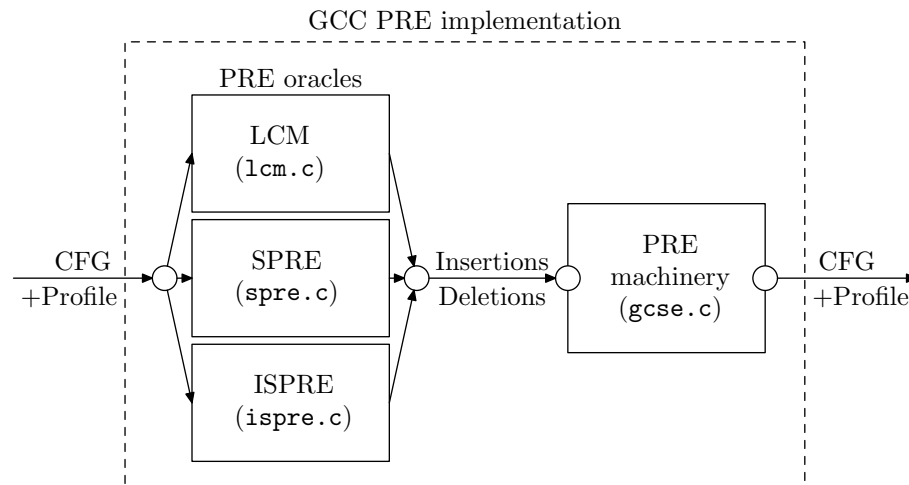 GCC PRE implementation
PRE oracles
LCM
(lcm.c)
CFG
+Profile
SPRE
(spre.c)
ISPRE
(ispre.c)
Insertions
Deletions
PRE
machinery
(gcse.c)
CFG
+Profile